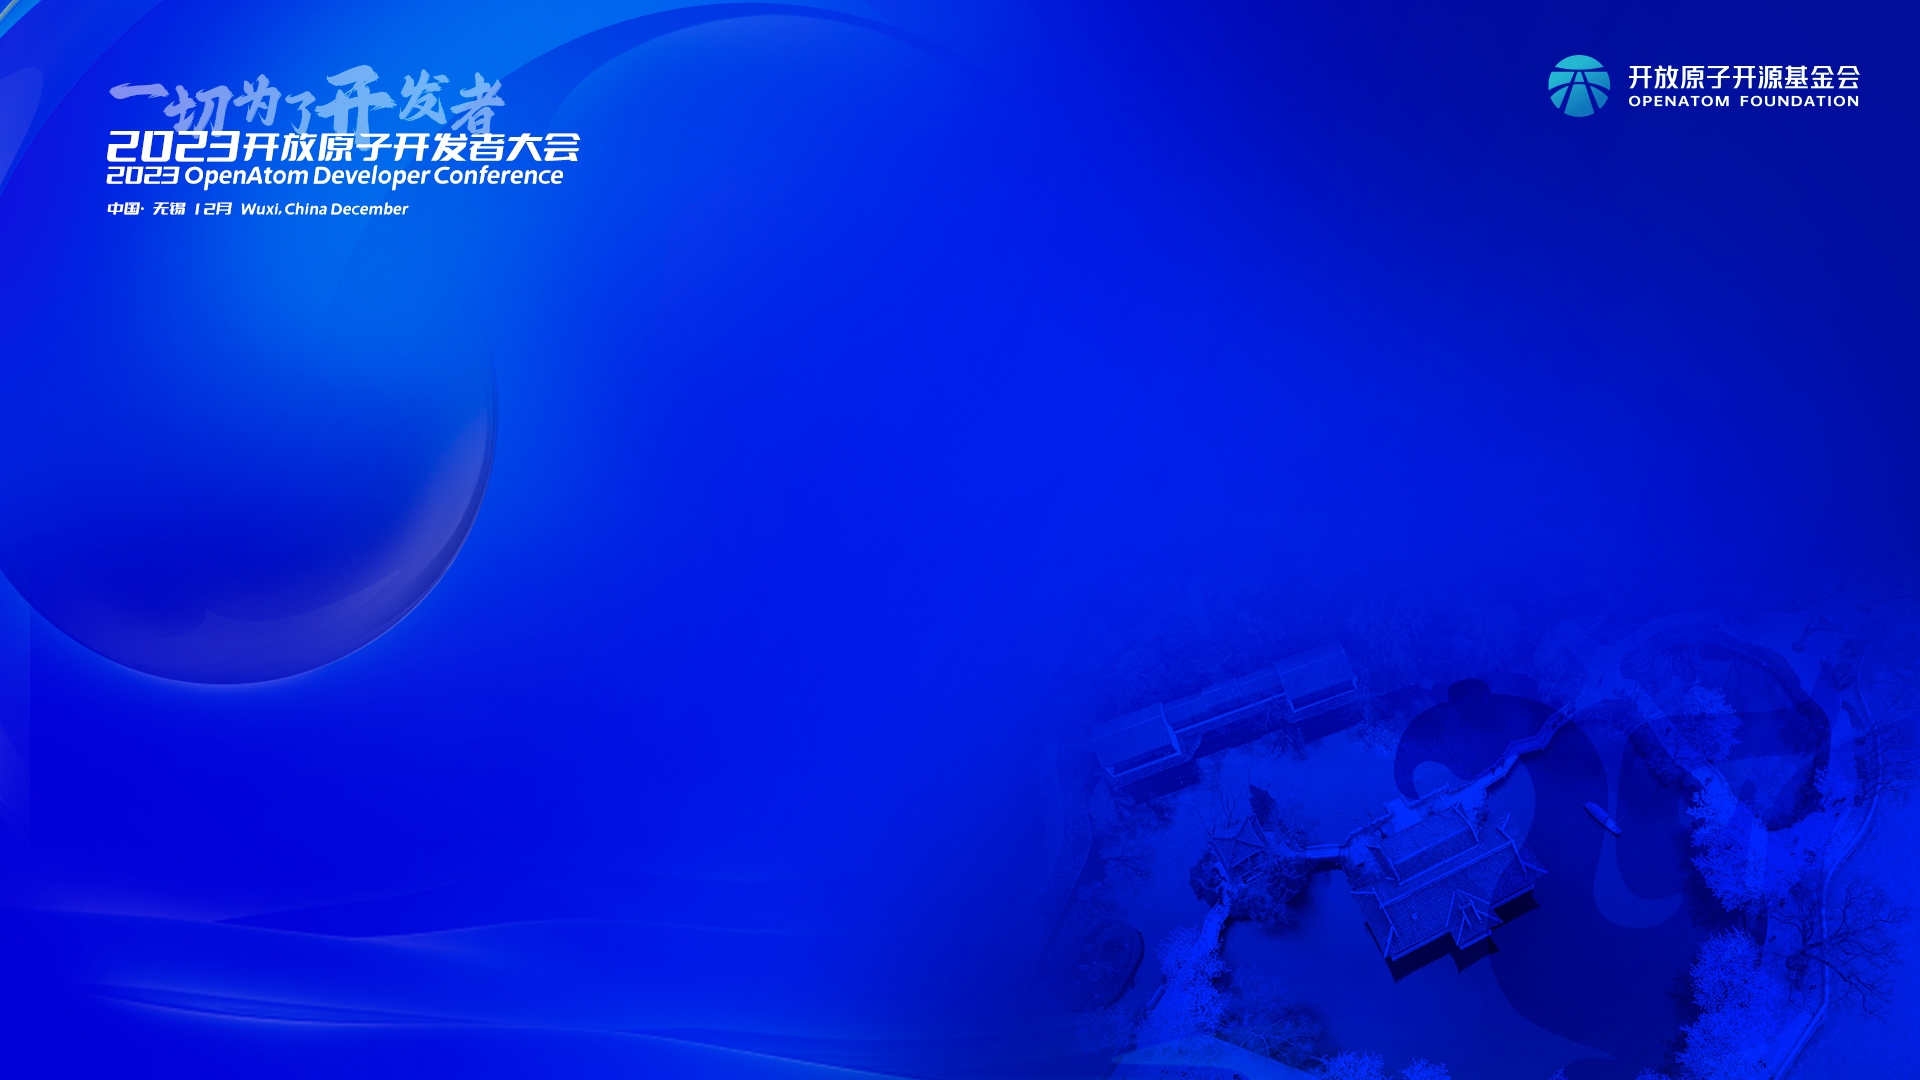 一切为了开发者
2023开放原子开发者大会
2023 OpenAtom Developer Conference
中国·无锡 12月 Wuxi, China December
开放原子开源基金会
OPENATOM FOUNDATION